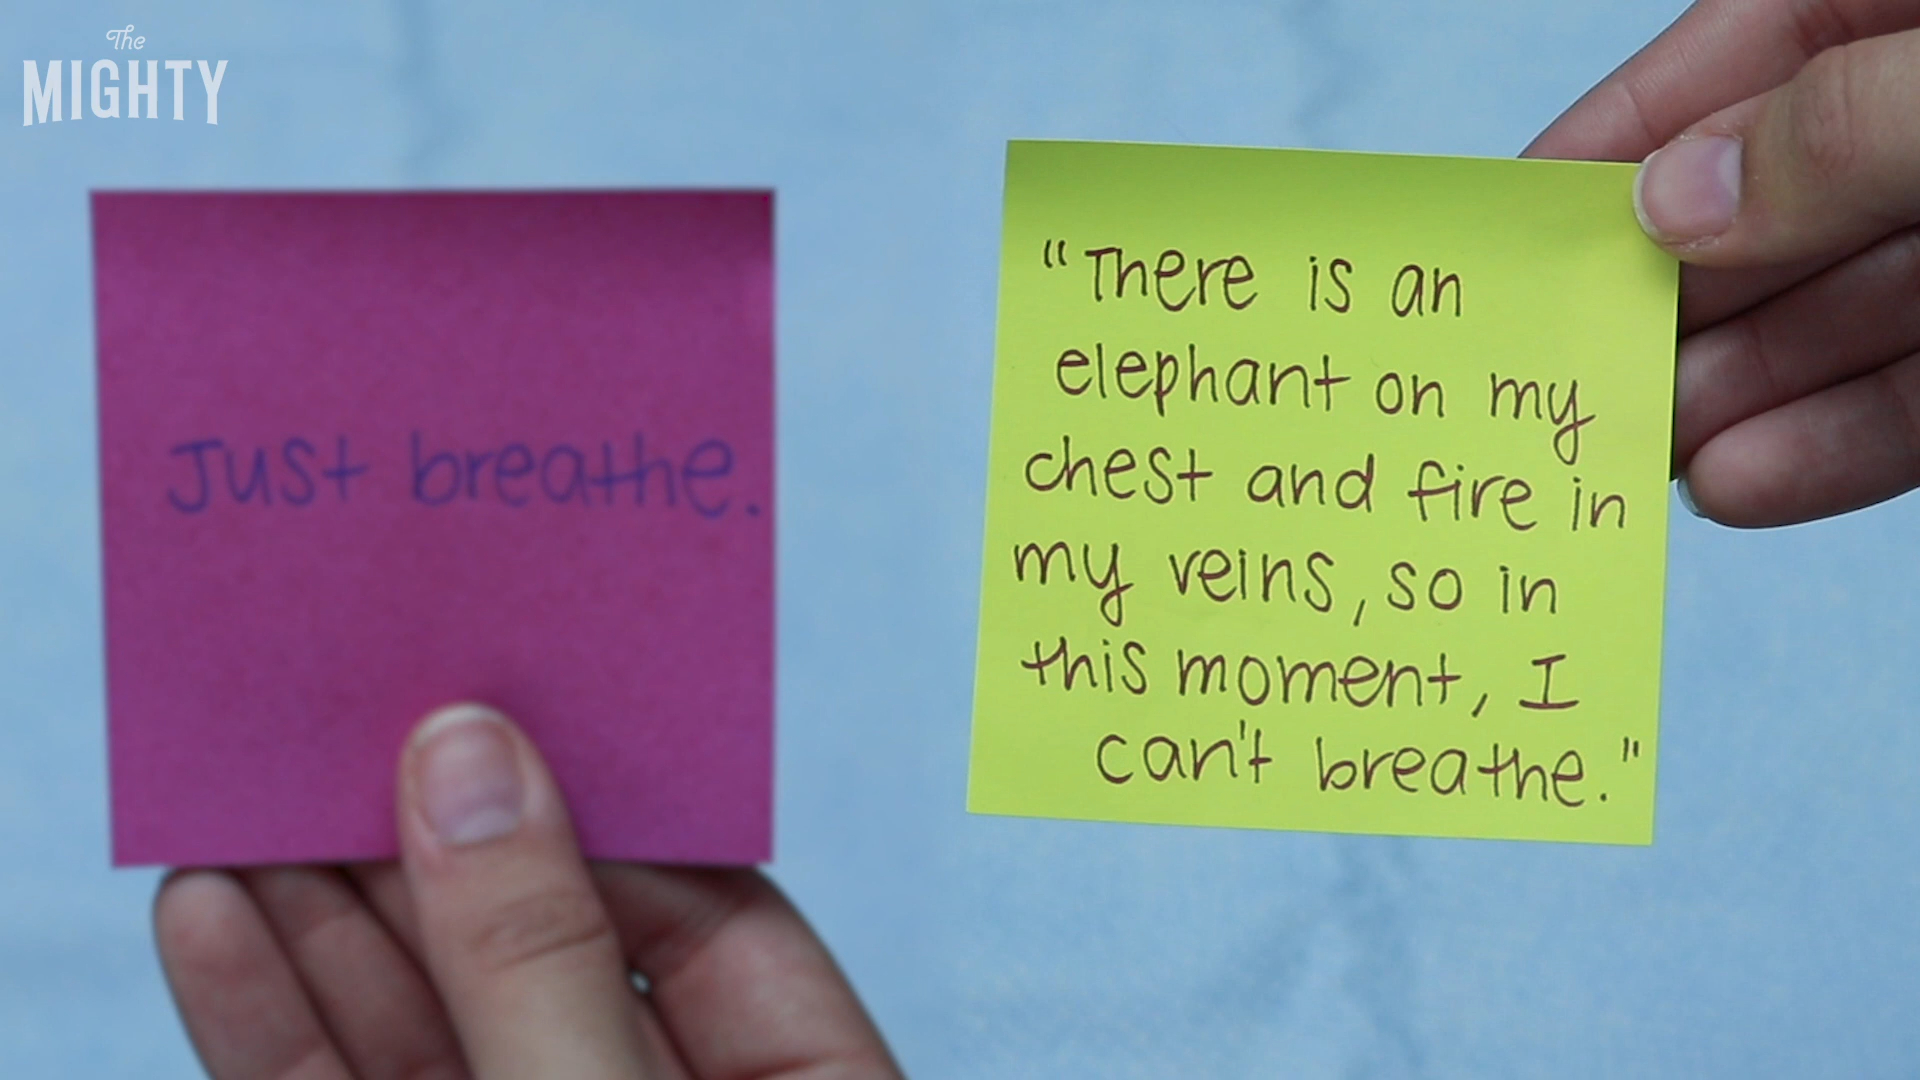 The
MIGHTY
Just breathe.
"There is an
elephant on my
chest and fire in
my veins, so in
this moment, I
can't breathe."